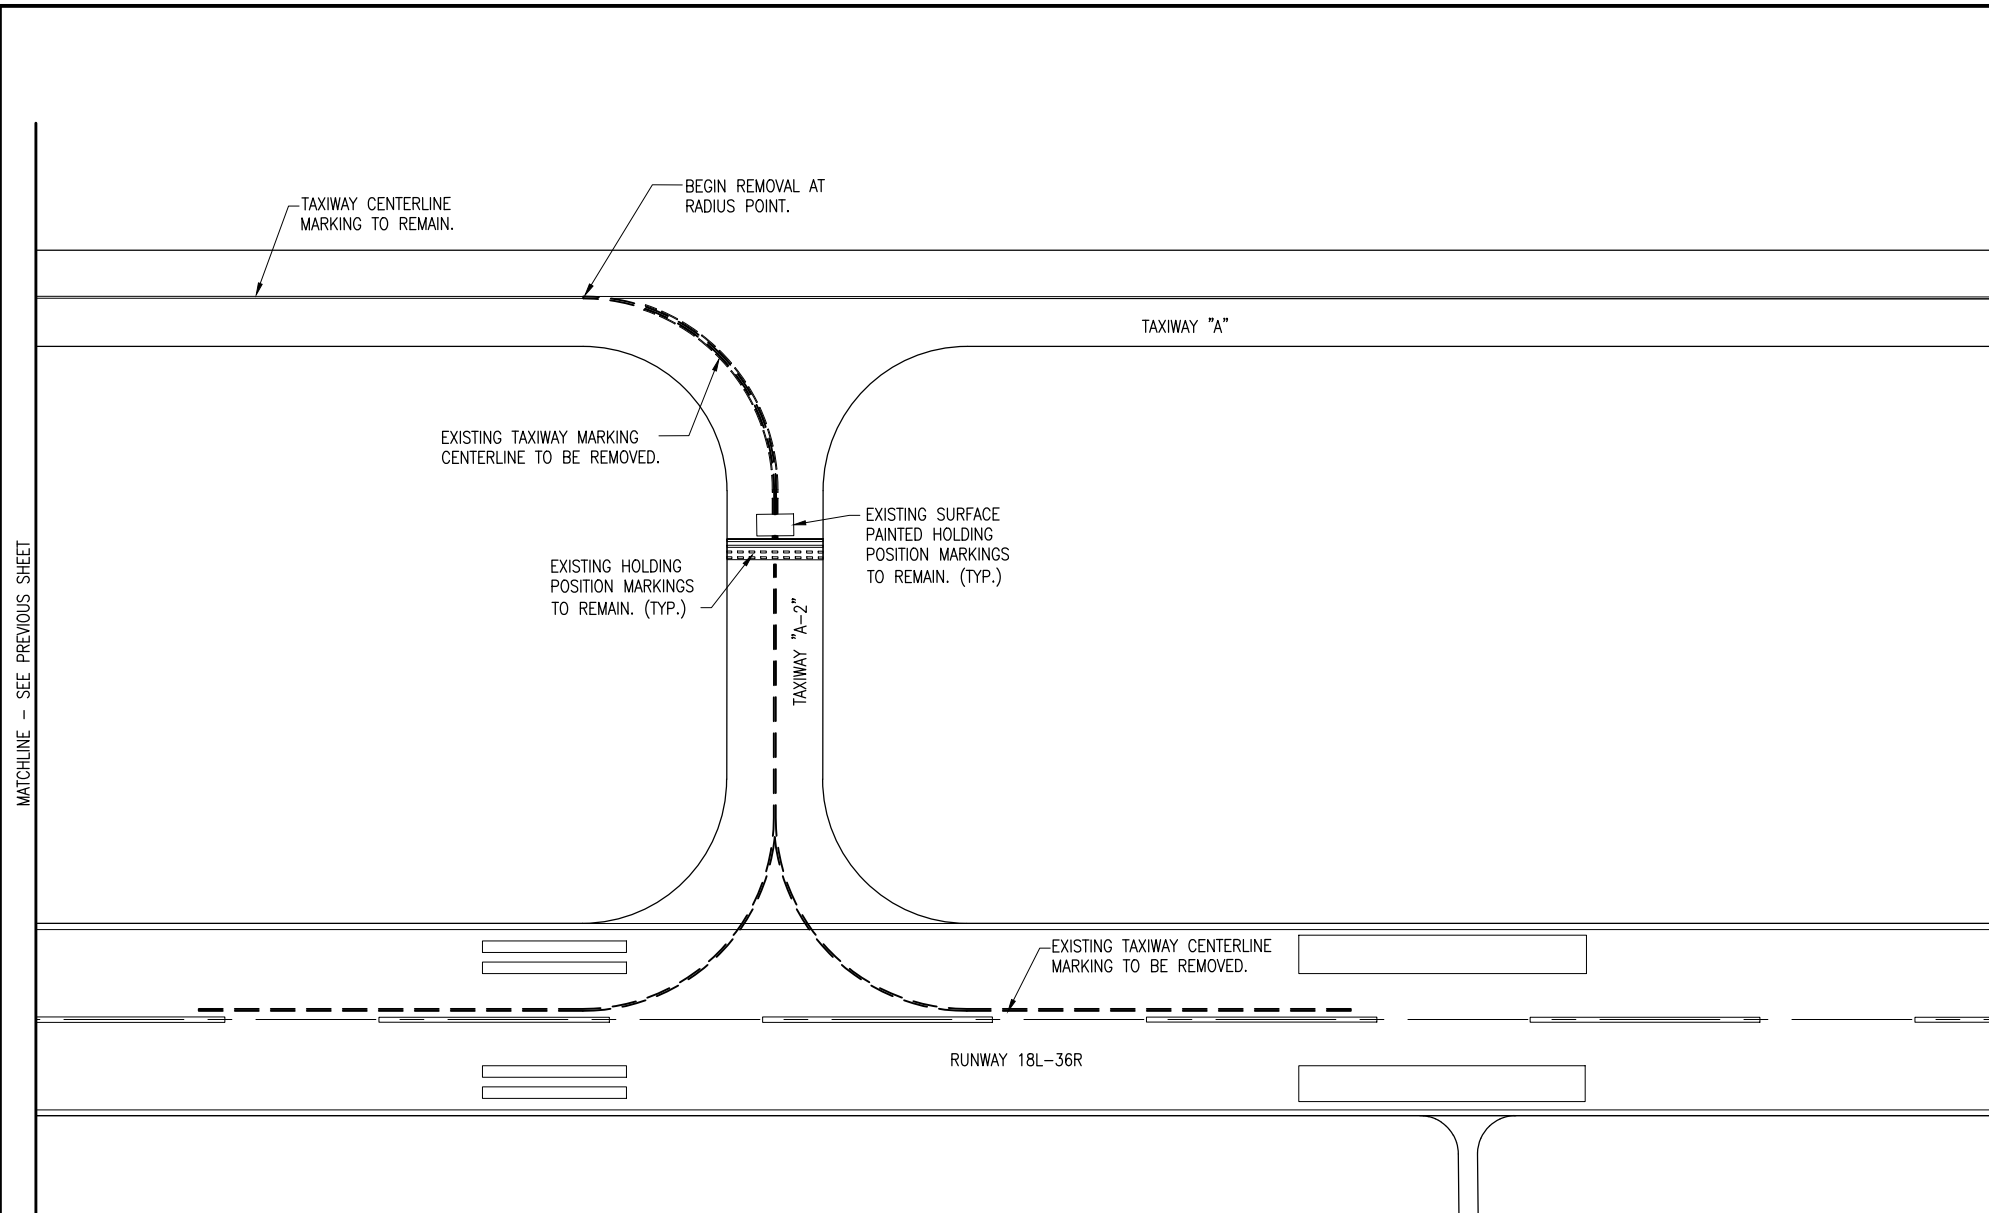 BEGIN REMOVAL AT
RADIUS POINT.
TAXIWAY CENTERLINE
MARKING TO REMAIN.
TAXIWAY "A"
EXISTING TAXIWAY MARKING
CENTERLINE TO BE REMOVED.
EXISTING SURFACE
PAINTED HOLDING
POSITION MARKINGS
TO REMAIN. (TYP.)
EXISTING HOLDING
POSITION MARKINGS
TO REMAIN. (TYP.)
TAXIWAY "A-2"
MATCHLINE - SEE PREVIOUS SHEET
EXISTING TAXIWAY CENTERLINE
MARKING TO BE REMOVED.
RUNWAY 18L-36R